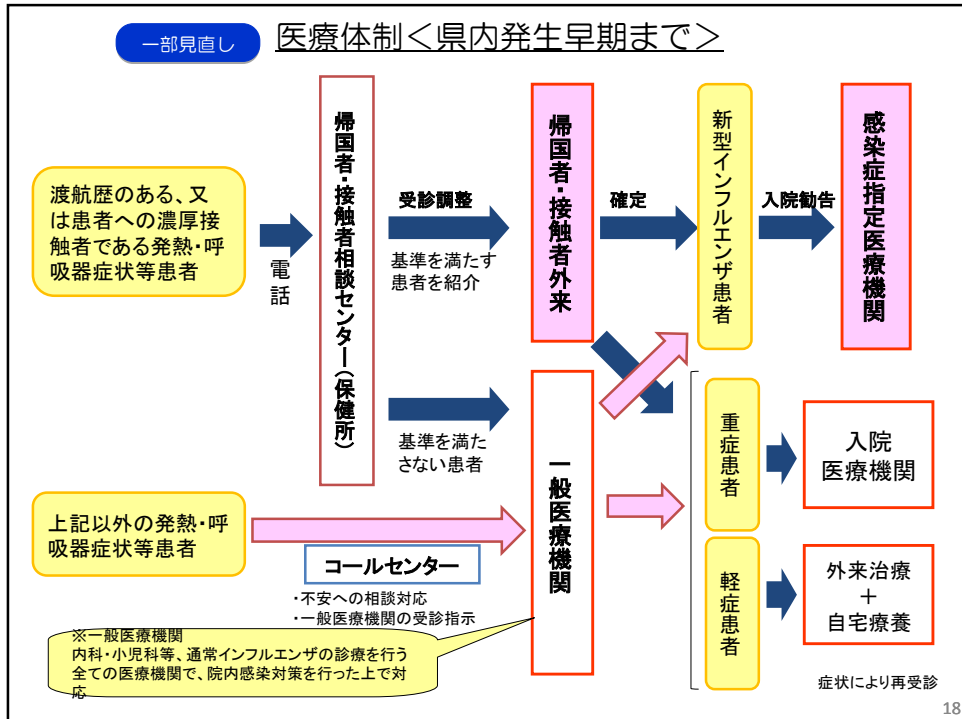 一部見直し
医療体制＜県内発生早期まで＞
渡航歴のある、又
は患者への濃厚接
触者である発熱・呼
吸器症状等患者
電
話
帰国者・接触者相談センター（保健所）
受診調整
基準を満たす
患者を紹介
帰国者・接触者外来
確定
新型インフルエンザ患者
入院勧告
感染症指定医療機関
基準を満た
さない患者
一般医療機関
重症患者
入院
医療機関
上記以外の発熱・呼
吸器症状等患者
コールセンター
・不安への相談対応
・一般医療機関の受診指示
軽症患者
外来治療
＋
自宅療養
※一般医療機関
内科・小児科等、通常インフルエンザの診療を行う
全ての医療機関で、院内感染対策を行った上で対
応
症状により再受診
18